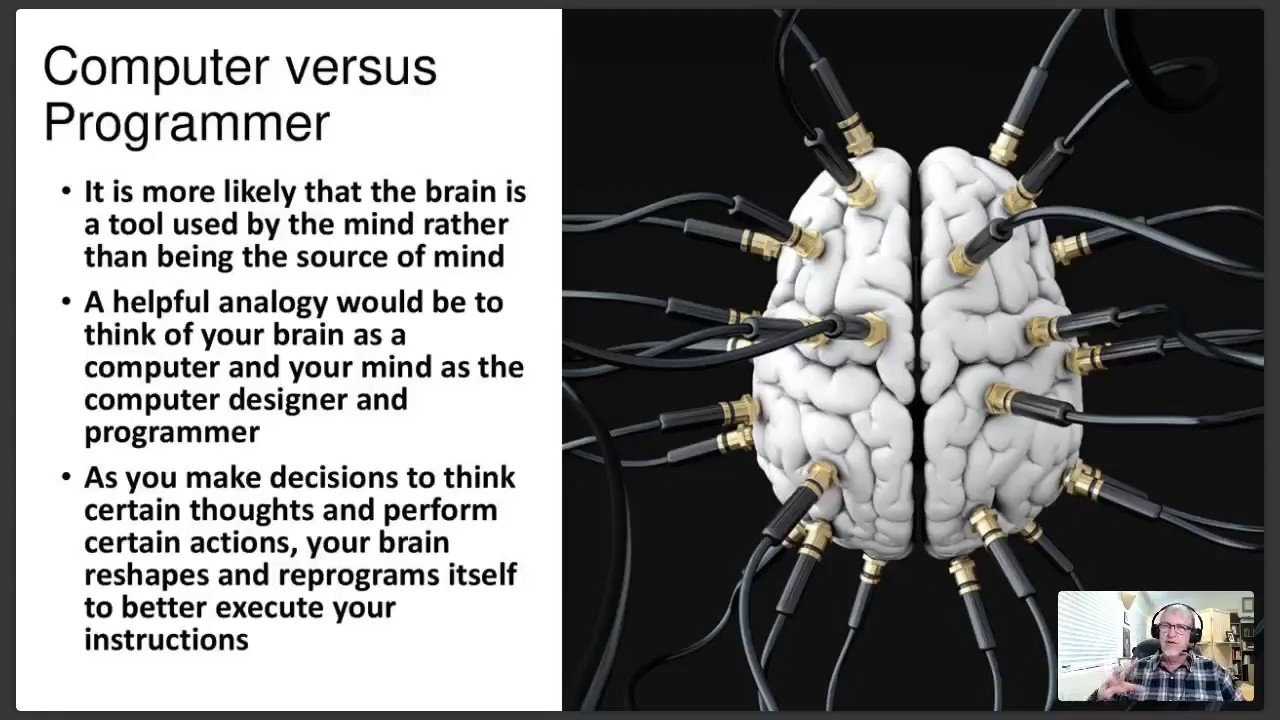 Computer versus
Programmer
• It is more likely that the brain is
a tool used by the mind rather
than being the source of mind
• A helpful analogy would be to
think of your brain as a
computer and your mind as the
computer designer and
programmer
• As you make decisions to think
certain thoughts and perform
certain actions, your brain
reshapes and reprograms itself
to better execute your
instructions